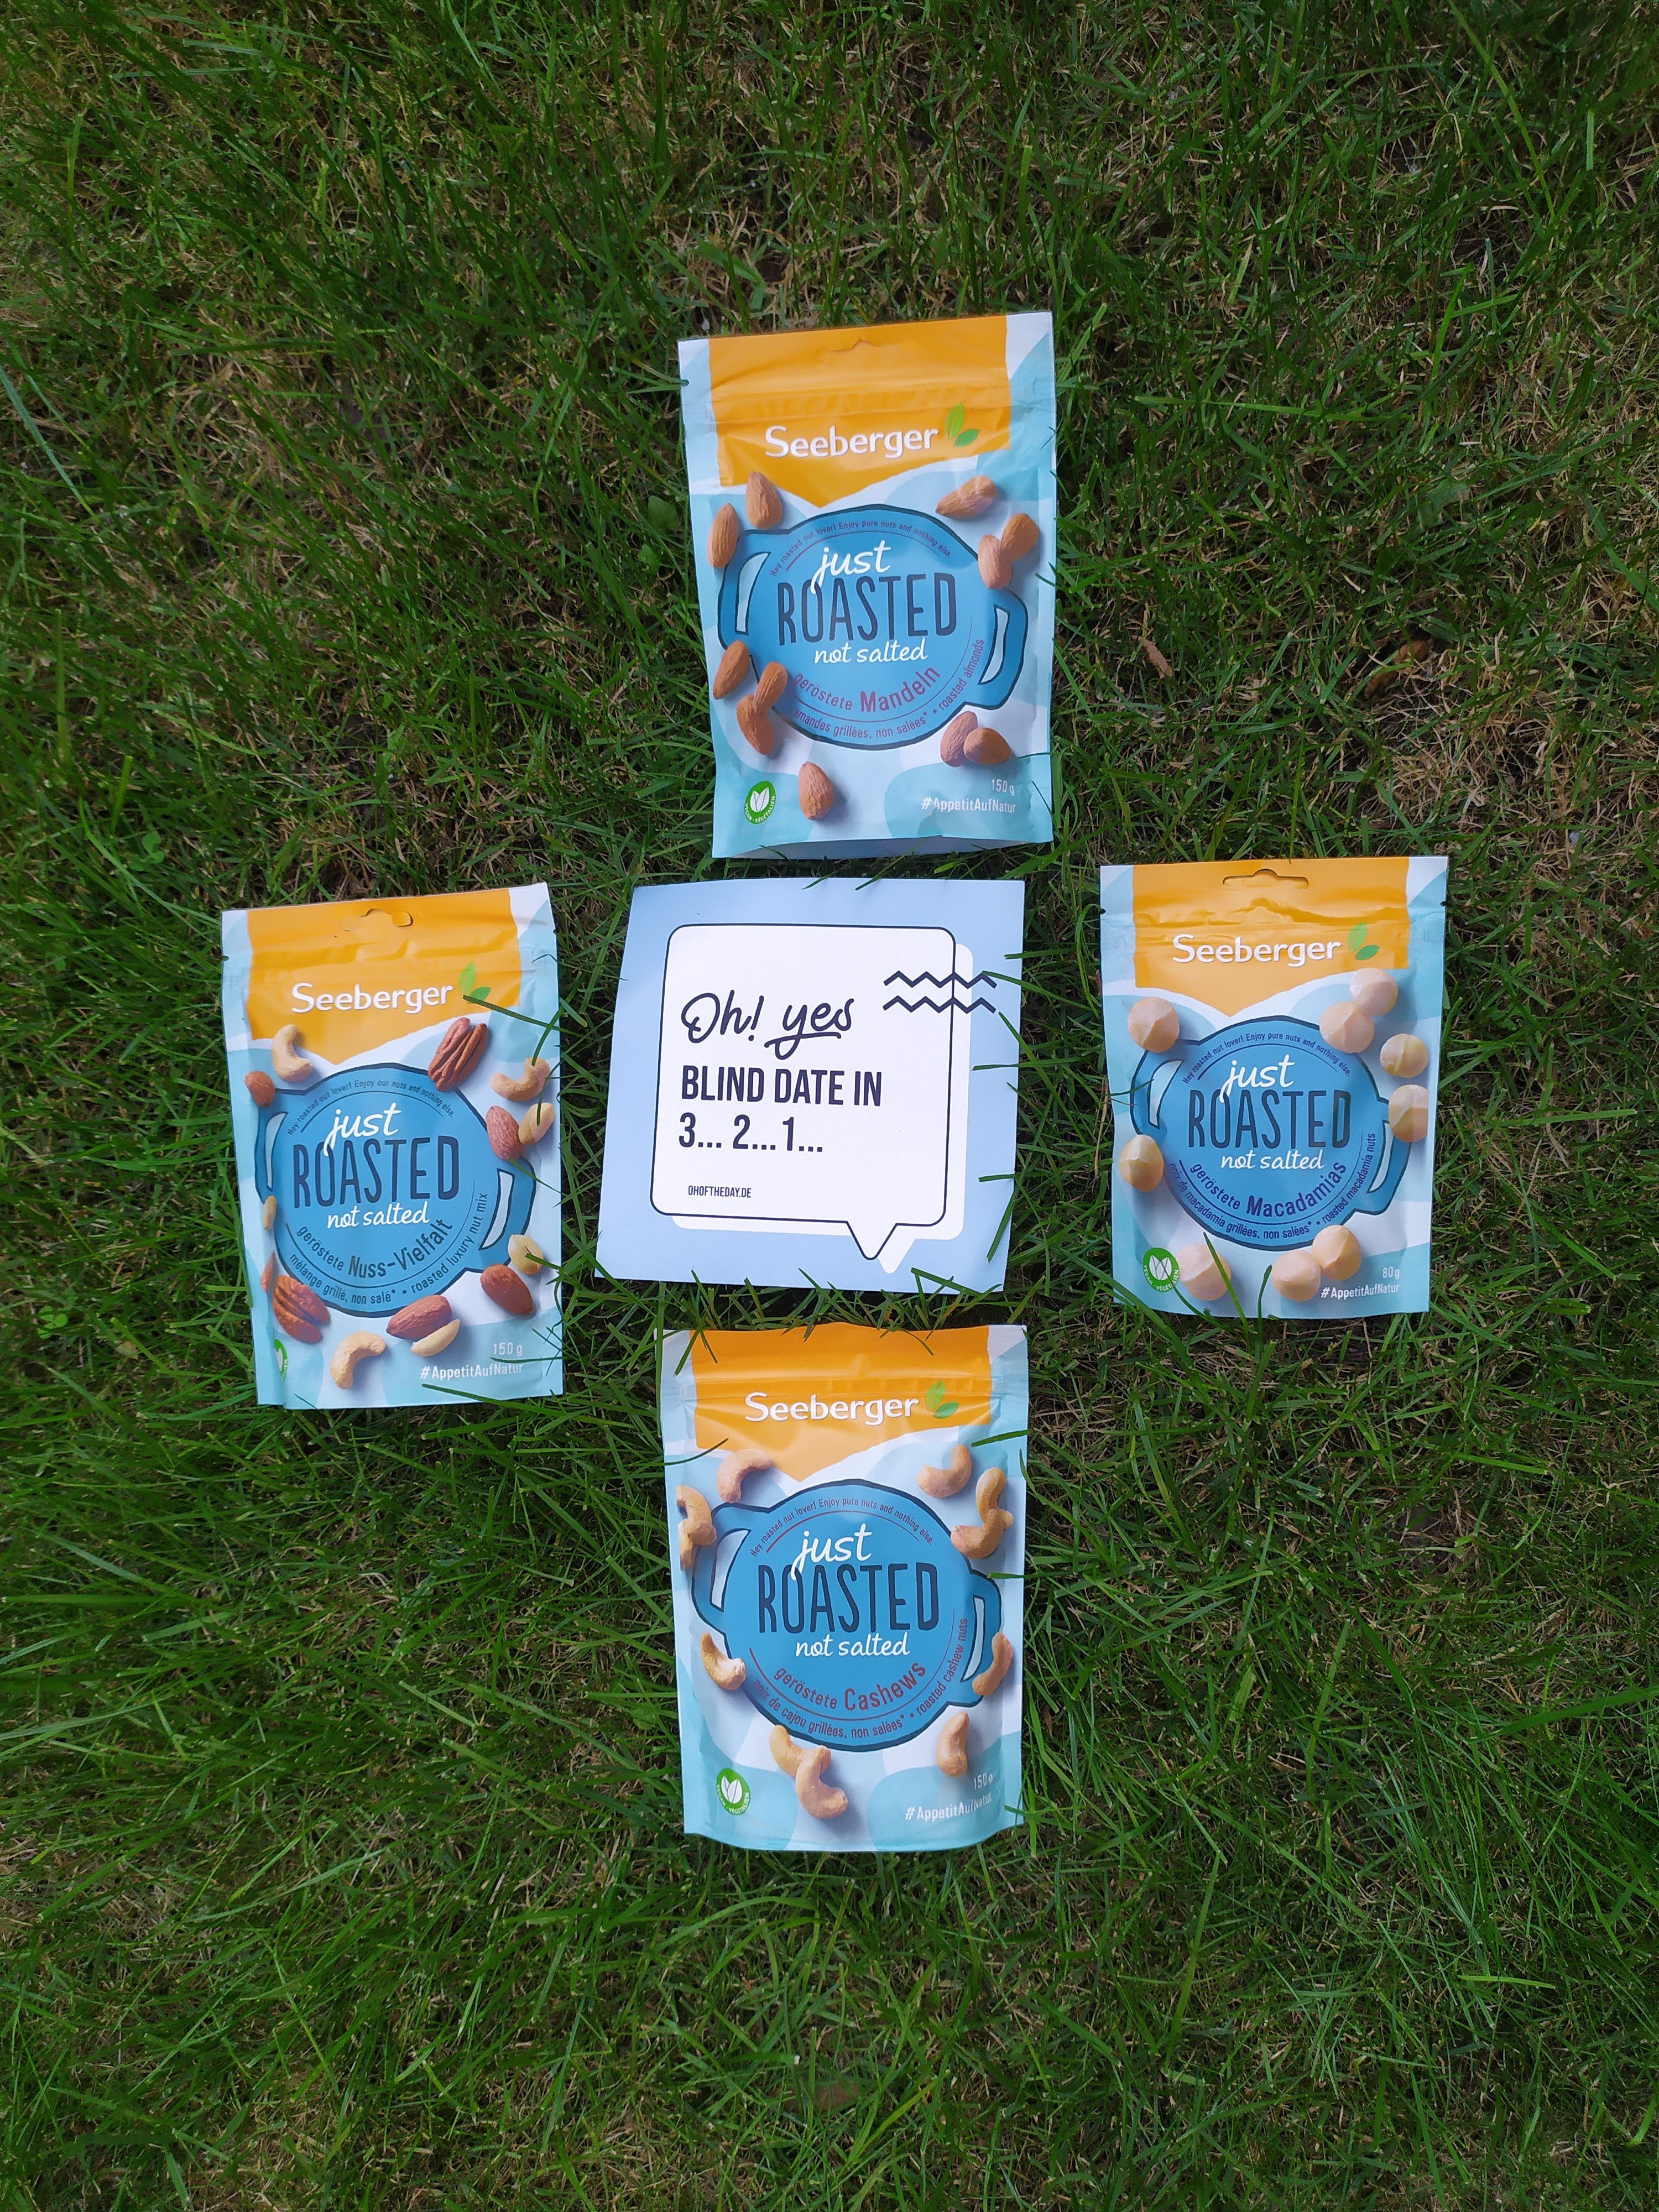 Seeberger
Hey roasted nut lover! Enjoy pure nuts and nothing else.
just
ROASTED
not salted
geröstete Mandeln
amandes grillées, non salées* • roasted almonds
150 g
#AppetitAufNatur
Seeberger
Hey roasted nut lover! Enjoy our nuts and nothing else.
just
ROASTED
not salted
geröstete Nuss-Vielfalt
mélange grillé, non salé* • roasted luxury nut mix
150 g
#AppetitAufNatur
Oh! yes
BLIND DATE IN
3... 2...1...
OHOFTHEDAY.DE
Seeberger
Hey roasted nut lover! Enjoy pure nuts and nothing else.
just
ROASTED
not salted
geröstete Macadamias
noix de macadamia grillées, non salées* • roasted macadamia nuts
80g
#AppetitAufNatur
VEGAN • VÉGÉTALIEN
Seeberger
Hey roasted nut lover! Enjoy pure nuts and nothing else.
just
ROASTED
not salted
geröstete Cashews
noix de cajou grillées, non salées* • roasted cashew nuts
150 g
#AppetitAufNatur